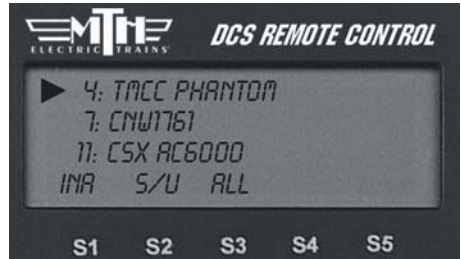 MTH DCS REMOTE CONTROL
ELECTRIC TRAINS
4: TMCC PHANTOM
7: CNW1761
11: CSX AC6000
INA S/U ALL
S1 S2 S3 S4 S5